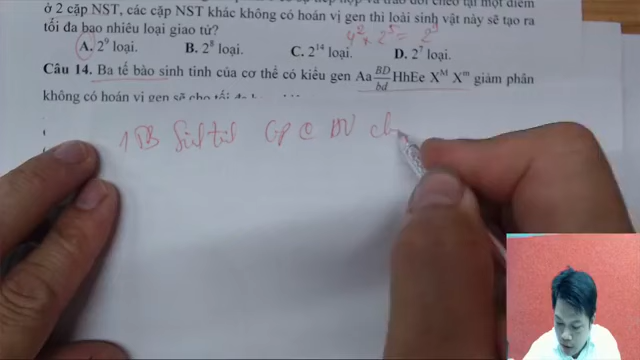 ở 2 cặp NST, các cặp NST khác không có hoán vị gen thì loài sinh vật này sẽ tạo ra
tối đa bao nhiêu loại giao tử?
4² x 2⁵ = 2⁹
A. 2⁹ loại. B. 2⁸ loại. C. 2¹⁴ loại. D. 2⁷ loại.
Câu 14. Ba tế bào sinh tinh của cơ thể có kiểu gen Aa BD/bd HhEe Xᴹ Xᵐ giảm phân
không có hoán vị gen sẽ cho tối đa
1 TB sinh tinh GP